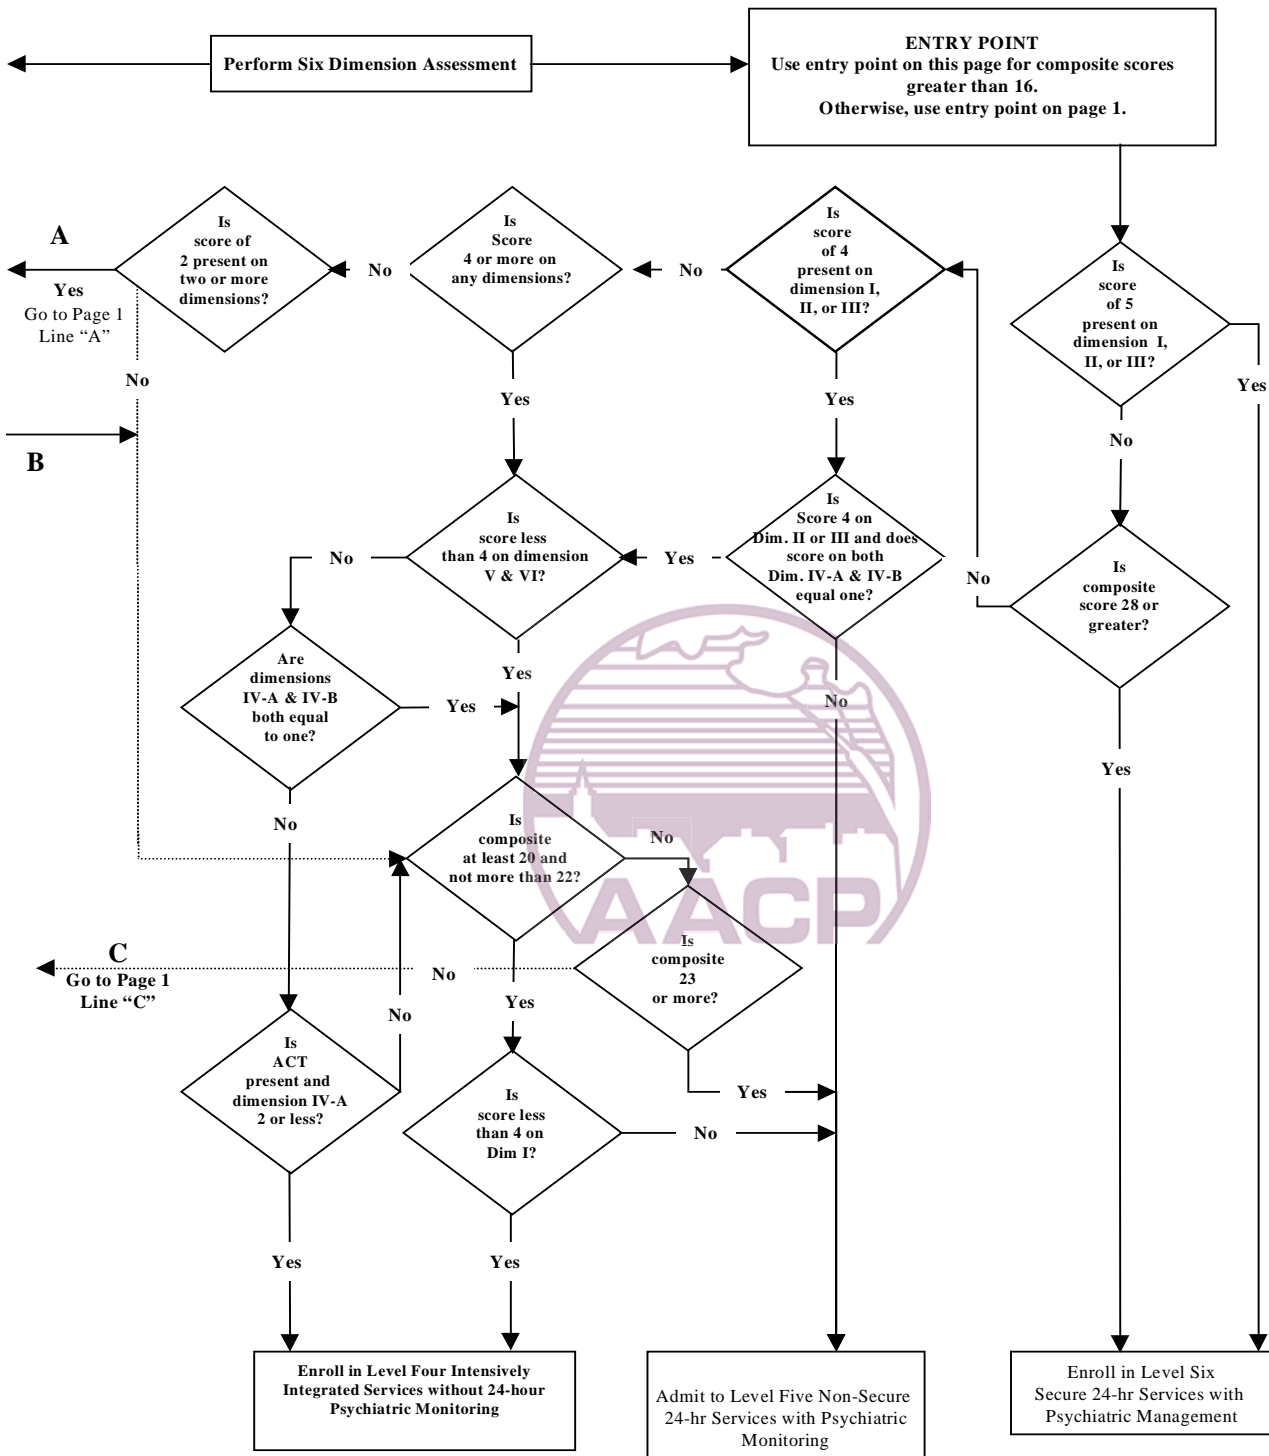 Perform Six Dimension Assessment
ENTRY POINT
Use entry point on this page for composite scores
greater than 16.
Otherwise, use entry point on page 1.
A
Yes
Go to Page 1
Line “A”
Is
score of
2 present on
two or more
dimensions?
No
Is
Score
4 or more on
any dimensions?
No
Is
score
of 4
present on
dimension I,
II, or III?
Is
score
of 5
present on
dimension I,
II, or III?
Yes
No
Yes
Yes
No
B
Is
score less
than 4 on dimension
V & VI?
Yes
Is
Score 4 on
Dim. II or III and does
score on both
Dim. IV-A & IV-B
equal one?
No
No
Is
composite
score 28 or
greater?
Are
dimensions
IV-A & IV-B
both equal
to one?
Yes
Yes
No
Yes
No
Is
composite
at least 20 and
not more than 22?
No
AACP
C
Go to Page 1
Line “C”
No
Is
composite
23
or more?
Yes
No
Is
ACT
present and
dimension IV-A
2 or less?
Yes
Is
score less
than 4 on
Dim I?
No
Yes
Yes
Enroll in Level Four Intensively
Integrated Services without 24-hour
Psychiatric Monitoring
Admit to Level Five Non-Secure
24-hr Services with Psychiatric
Monitoring
Enroll in Level Six
Secure 24-hr Services with
Psychiatric Management